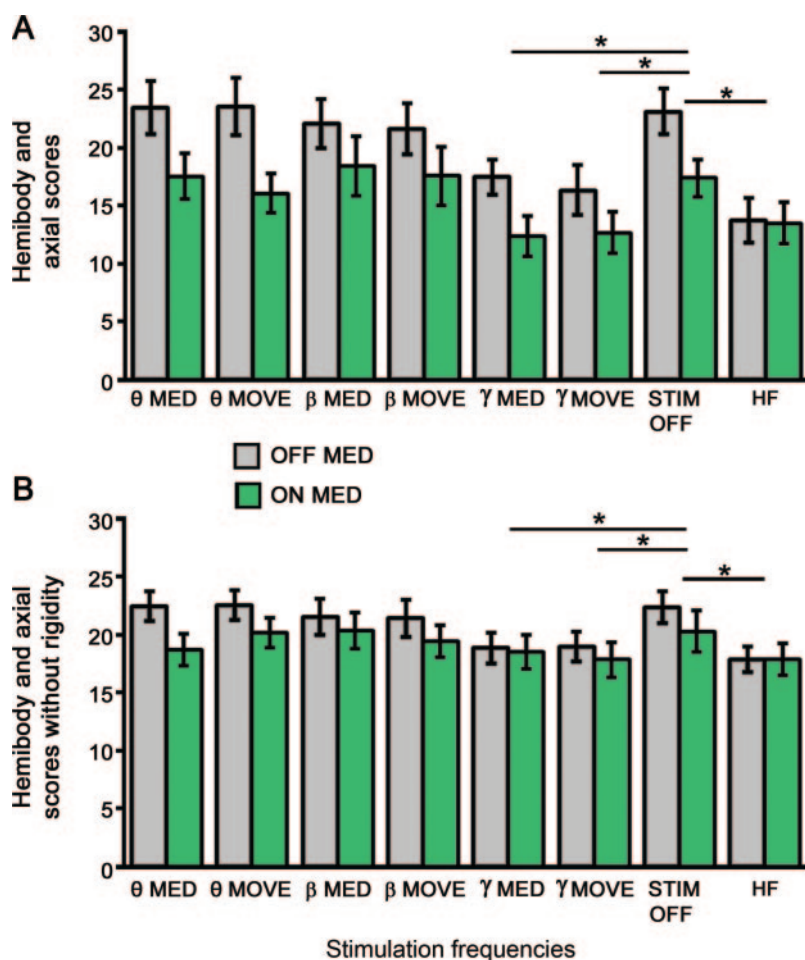 A
Hemibody and
axial scores
30
25
20
15
10
5
0
*
*
*
θ MED θ MOVE β MED β MOVE γ MED γ MOVE STIM OFF HF
OFF MED
ON MED
B
Hemibody and axial
scores without rigidity
30
25
20
15
10
5
0
*
*
*
θ MED θ MOVE β MED β MOVE γ MED γ MOVE STIM OFF HF
Stimulation frequencies